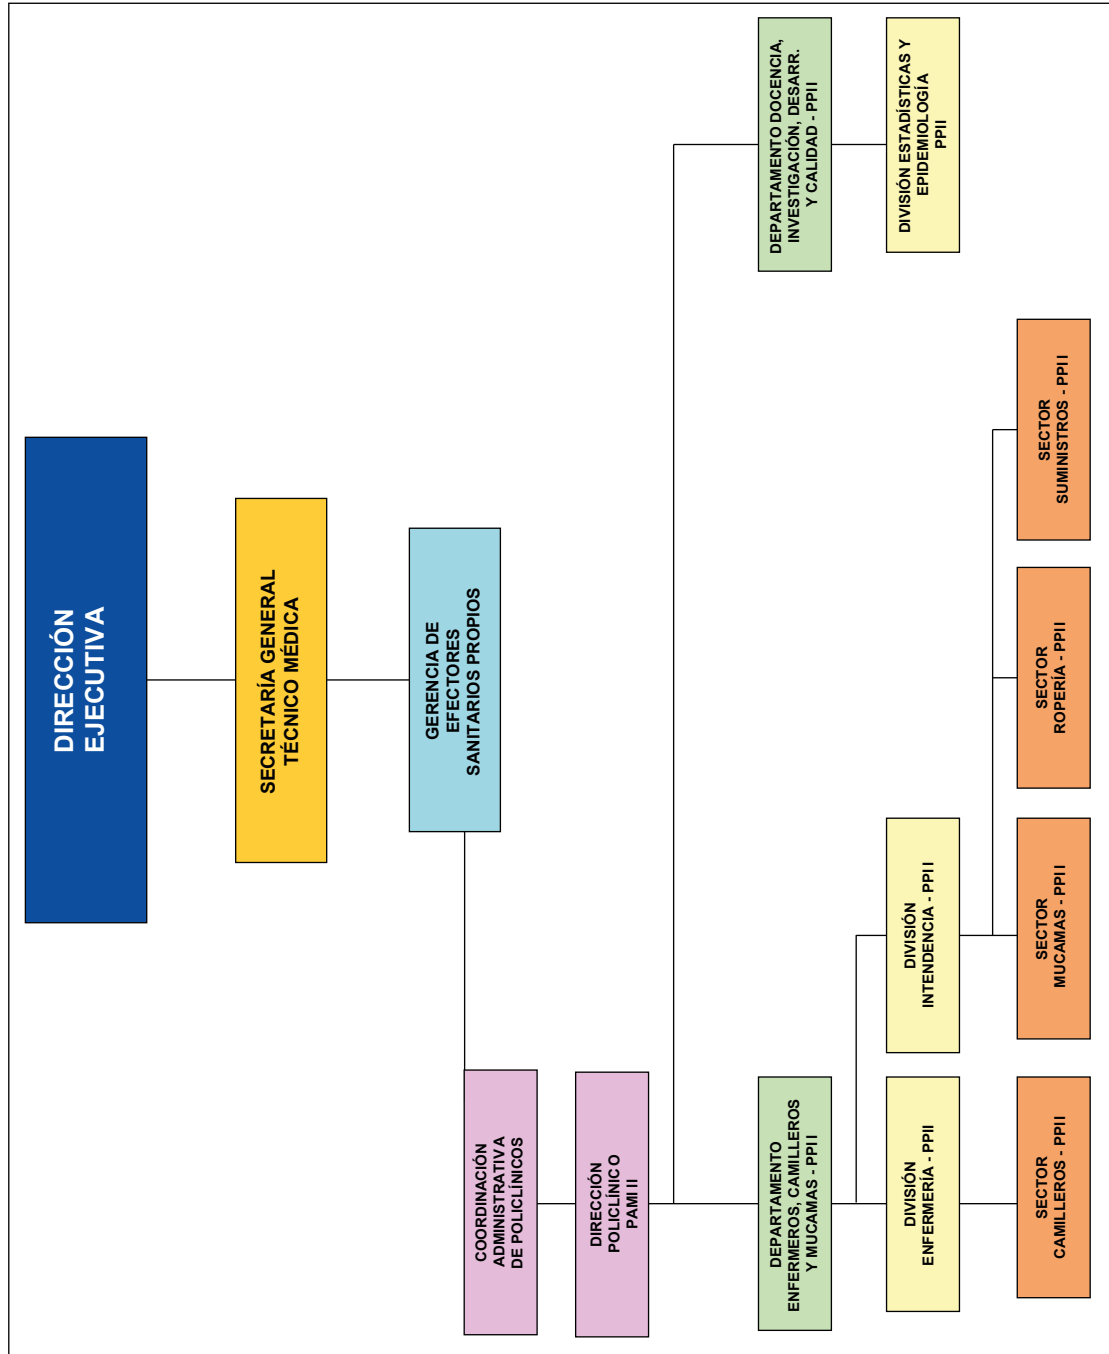 DIRECCIÓN
EJECUTIVA
SECRETARÍA GENERAL
TÉCNICO MÉDICA
GERENCIA DE
EFECTORES
SANITARIOS PROPIOS
COORDINACIÓN
ADMINISTRATIVA
DE POLICLÍNICOS
DIRECCIÓN
POLICLÍNICO
PAMI II
DEPARTAMENTO
ENFERMEROS, CAMILLEROS
Y MUCAMAS - PPII
DEPARTAMENTO DOCENCIA,
INVESTIGACIÓN, DESARR.
Y CALIDAD - PPII
DIVISIÓN
ENFERMERÍA - PPII
DIVISIÓN
INTENDENCIA - PPII
DIVISIÓN ESTADÍSTICAS Y
EPIDEMIOLOGÍA
PPII
SECTOR
CAMILLEROS - PPII
SECTOR
MUCAMAS - PPII
SECTOR
ROPERÍA - PPII
SECTOR
SUMINISTROS - PPII